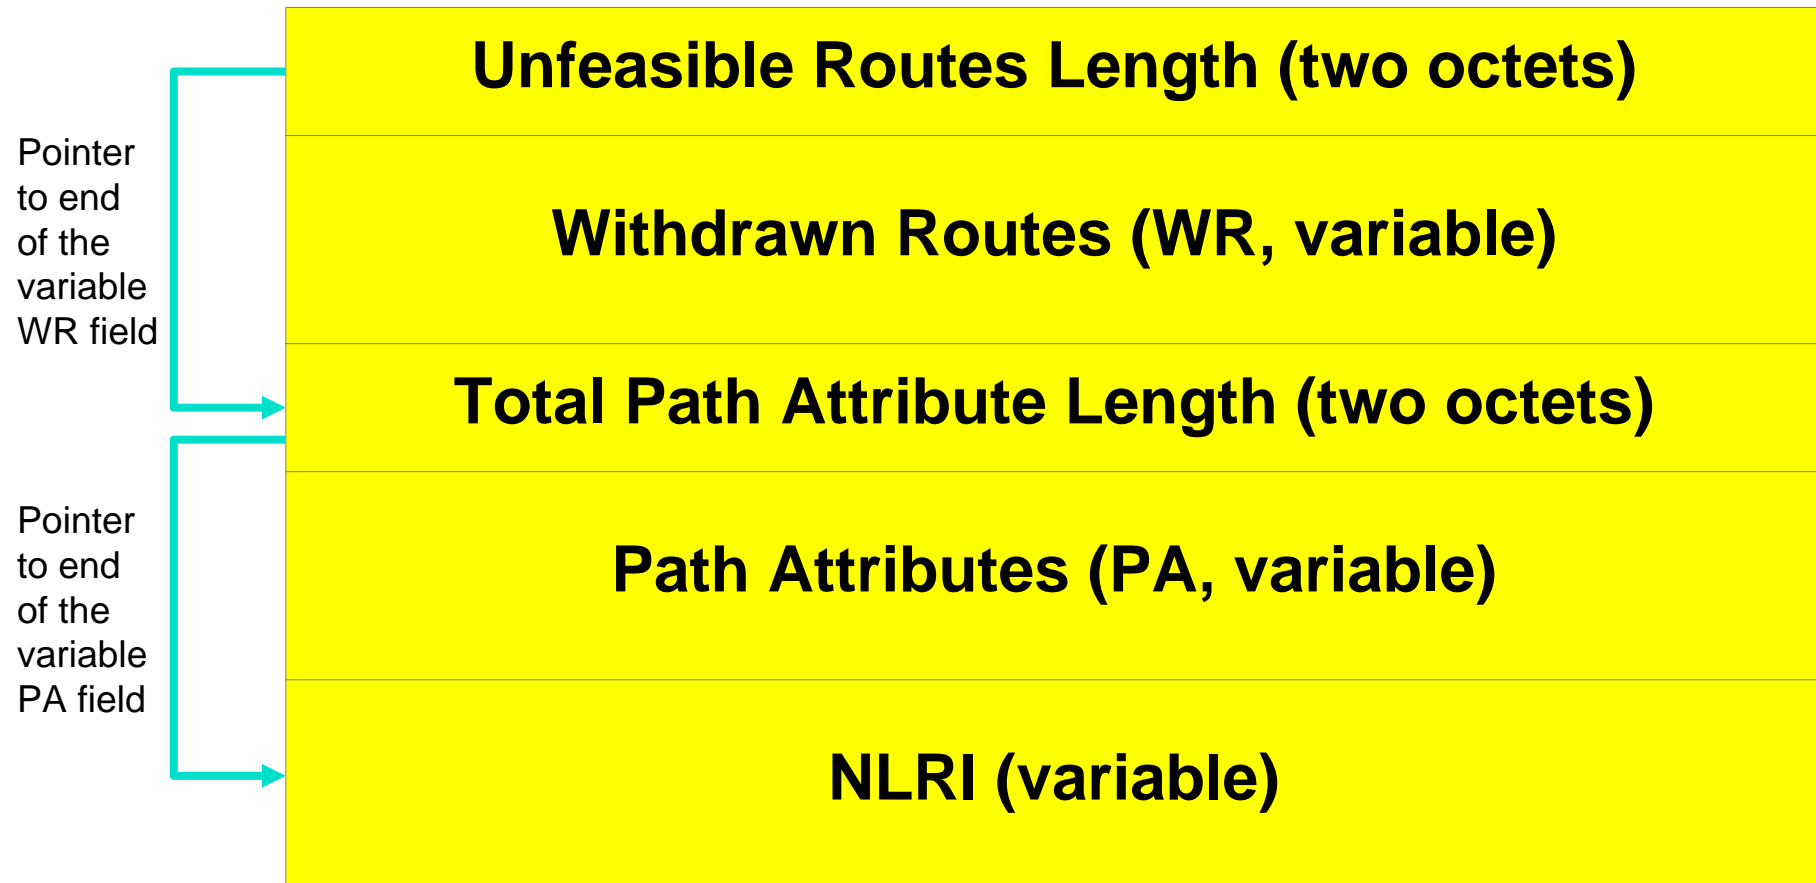 Unfeasible Routes Length (two octets)
Pointer
to end
of the
variable
WR field
Withdrawn Routes (WR, variable)
Total Path Attribute Length (two octets)
Pointer
to end
of the
variable
PA field
Path Attributes (PA, variable)
NLRI (variable)